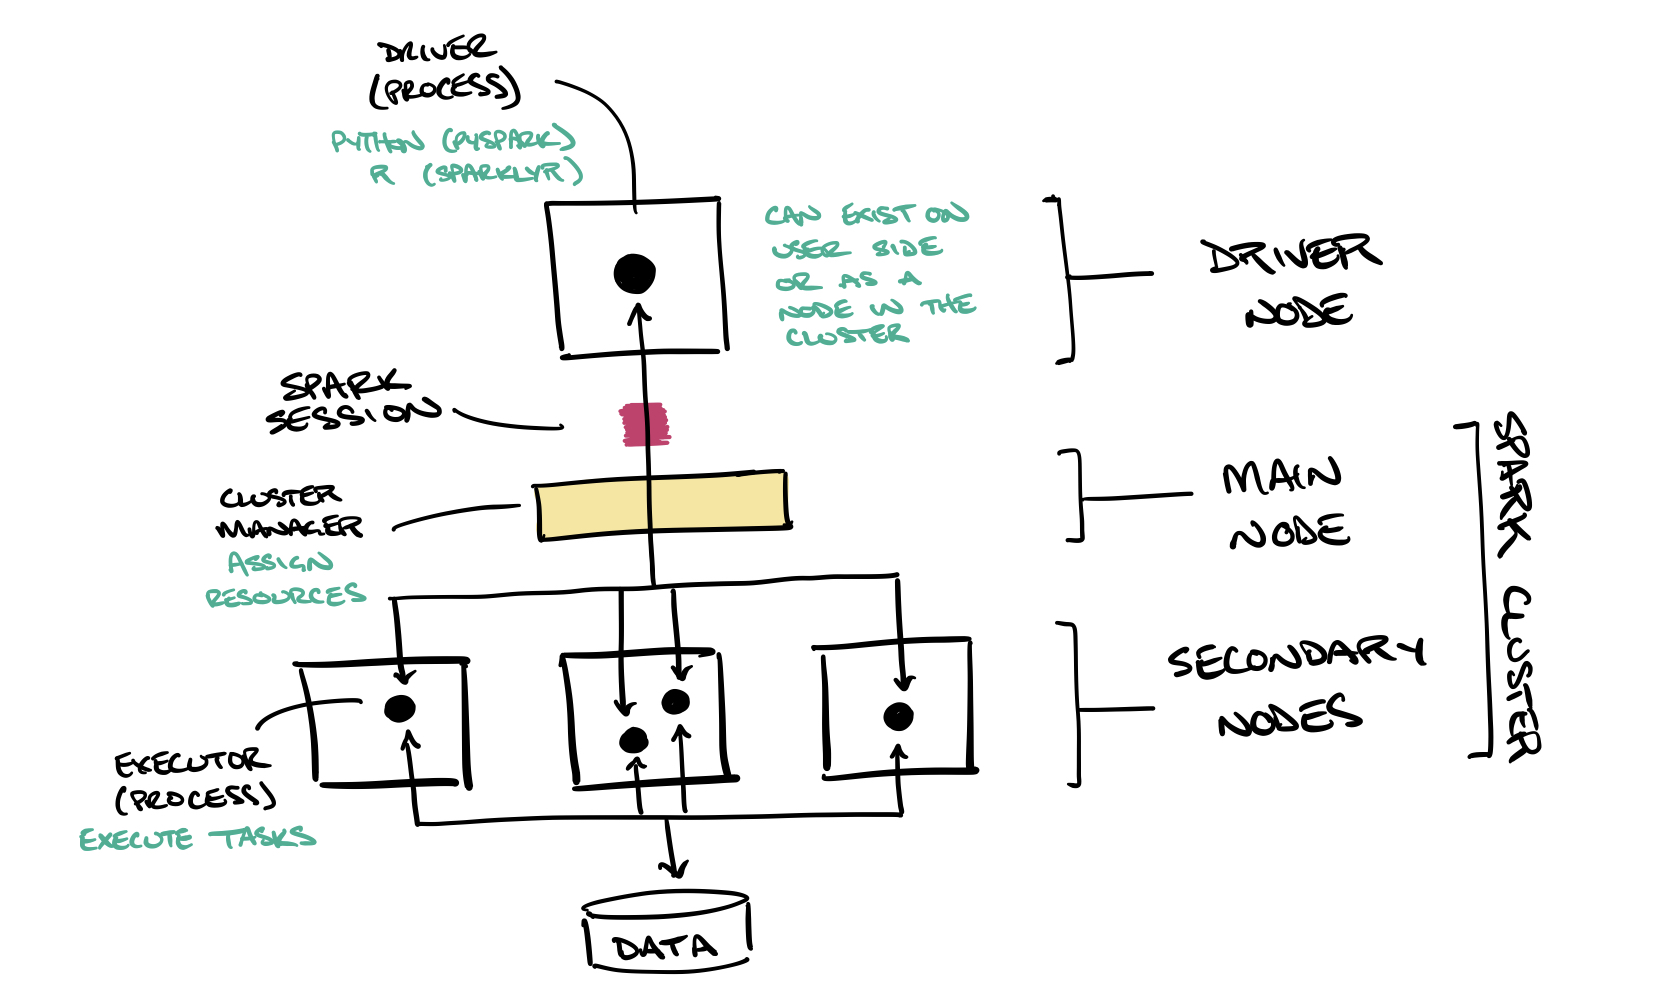 DRIVER
(PROCESS)
PYTHON (PYSPARK)
R (SPARKLYR)
CAN EXIST ON
USER SIDE
OR AS A
NODE IN THE
CLUSTER
DRIVER
NODE
SPARK
SESSION
CLUSTER
MANAGER
ASSIGN
RESOURCES
MAIN
NODE
SPARK CLUSTER
SECONDARY
NODES
EXECUTOR
(PROCESS)
EXECUTE TASKS
DATA